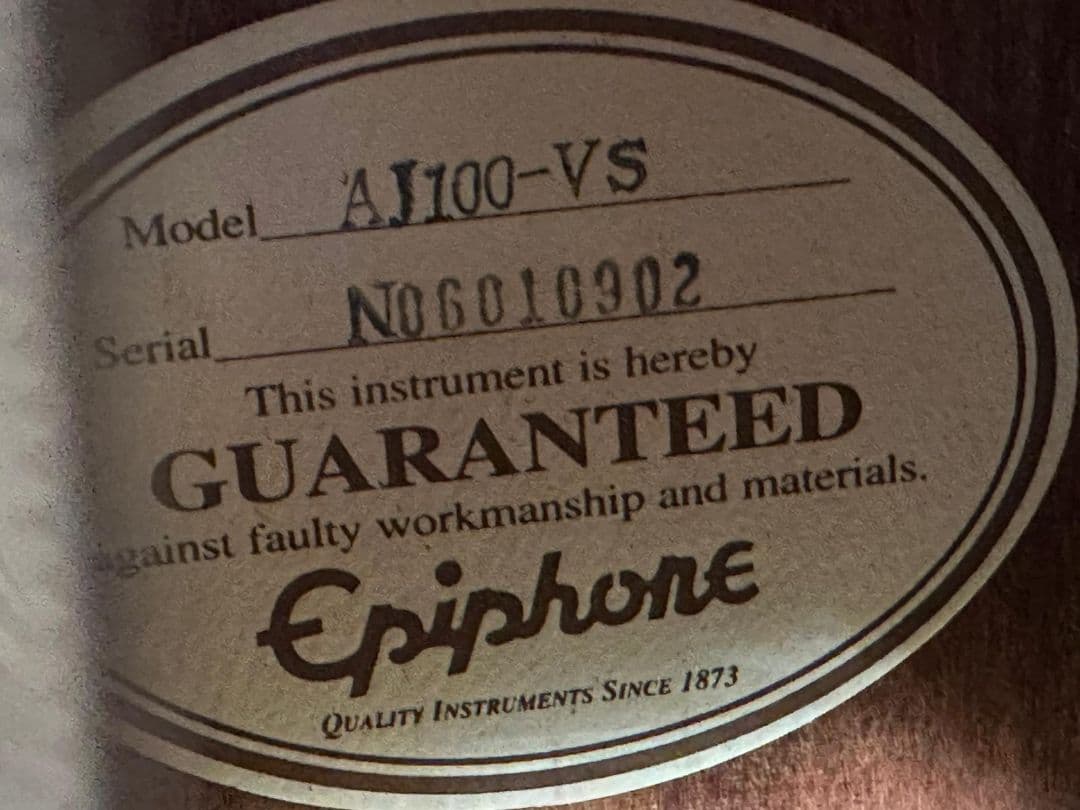 Model AJ100-VS
Serial N06010902
This instrument is hereby
GUARANTEED
against faulty workmanship and materials.
Epiphone
QUALITY INSTRUMENTS SINCE 1873